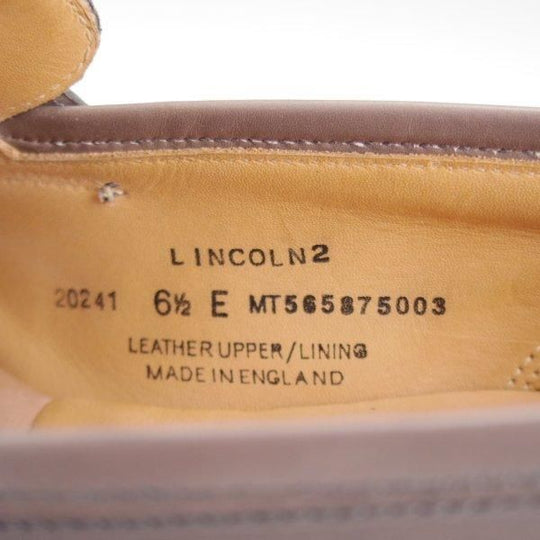 LINCOLN2
20241 6½ E MT565875003
LEATHER UPPER/LINING
MADE IN ENGLAND